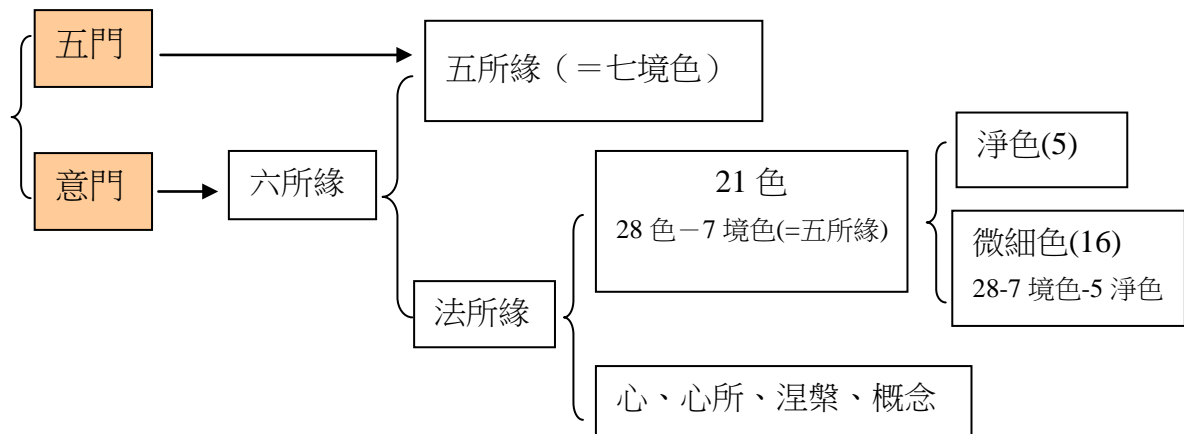 五門
五所緣（＝七境色）
意門
六所緣
法所緣
21 色
28 色－7 境色(=五所緣)
淨色(5)
微細色(16)
28-7 境色-5 淨色
心、心所、涅槃、概念